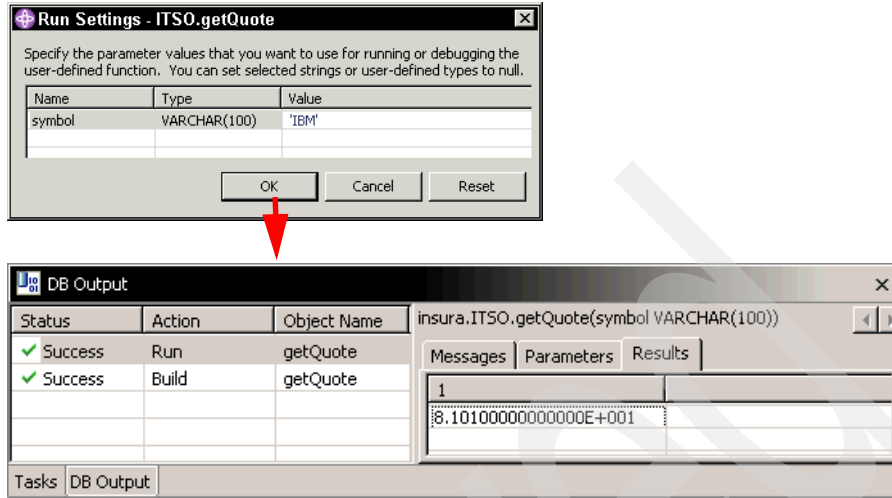 Run Settings - ITSO.getQuote
Specify the parameter values that you want to use for running or debugging the
user-defined function. You can set selected strings or user-defined types to null.
Name Type Value
symbol VARCHAR(100) 'IBM'
OK Cancel Reset
DB Output
Status Action Object Name
Success Run getQuote
Success Build getQuote
insura.ITSO.getQuote(symbol VARCHAR(100))
Messages Parameters Results
1
8.10100000000000E+001
Tasks DB Output